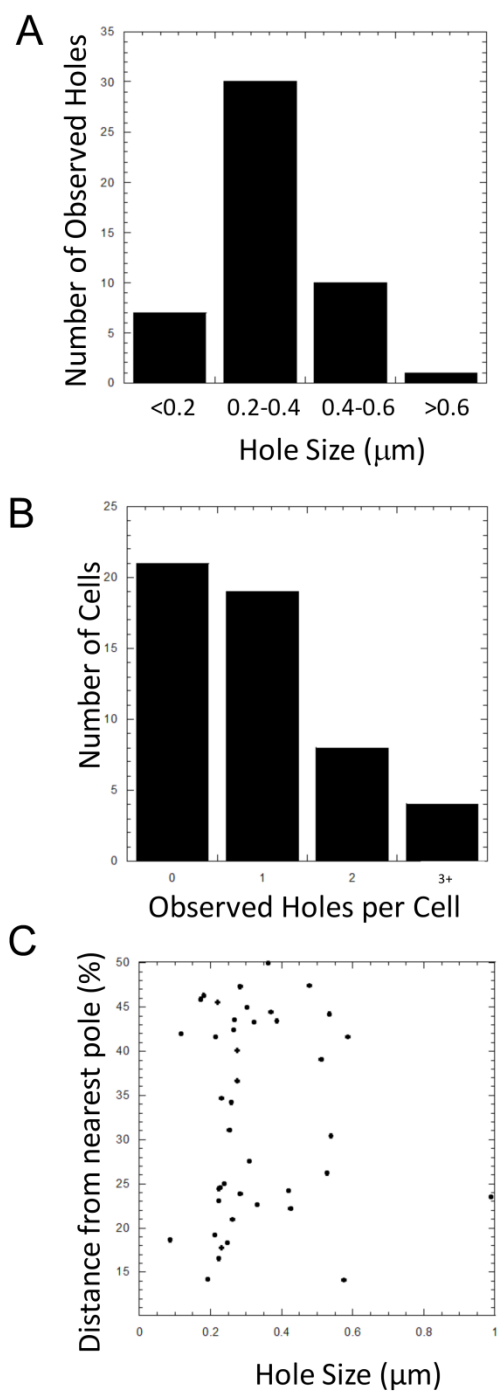 A
Number of Observed Holes
35
30
25
20
15
10
5
0
<0.2 0.2-0.4 0.4-0.6 >0.6
Hole Size (μm)
B
Number of Cells
25
20
15
10
5
0
0 1 2 3+
Observed Holes per Cell
C
Distance from nearest pole (%)
50
45
40
35
30
25
20
15
0 0.2 0.4 0.6 0.8 1
Hole Size (μm)